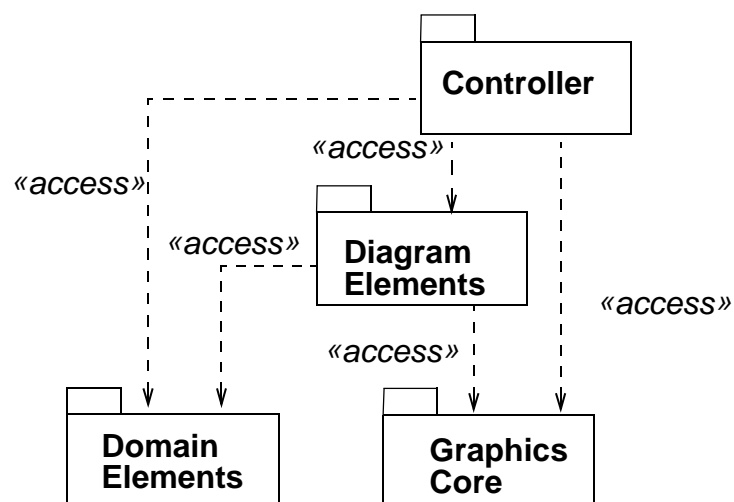 Controller
«access»
«access»
«access»
Diagram
Elements
«access»
«access»
Domain
Elements
Graphics
Core